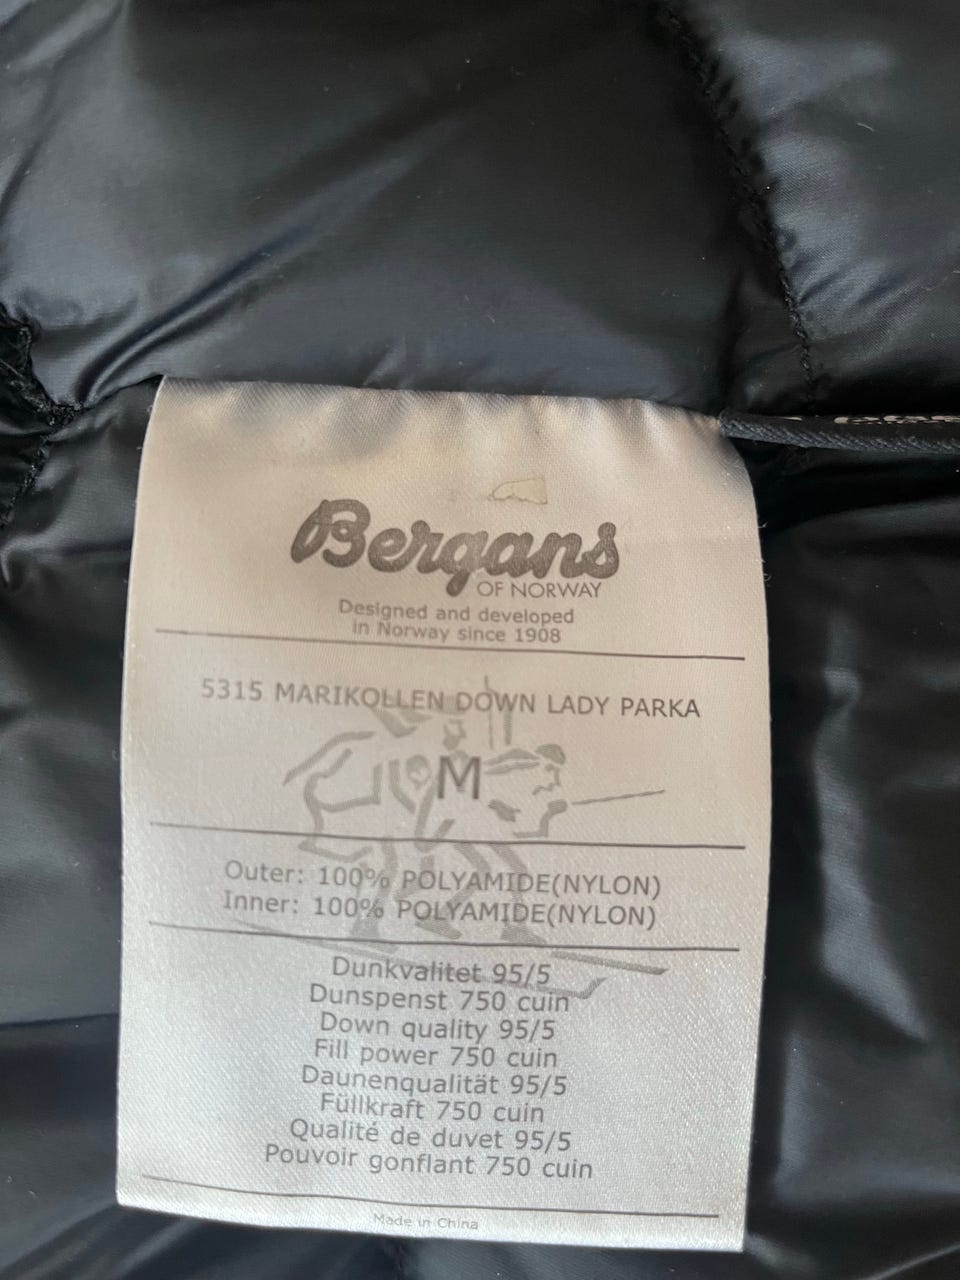 Bergans
OF NORWAY
Designed and developed
in Norway since 1908
5315 MARIKOLLEN DOWN LADY PARKA
M
Outer: 100% POLYAMIDE(NYLON)
Inner: 100% POLYAMIDE(NYLON)
Dunkvalitet 95/5
Dunspenst 750 cuin
Down quality 95/5
Fill power 750 cuin
Daunenqualität 95/5
Füllkraft 750 cuin
Qualité de duvet 95/5
Pouvoir gonflant 750 cuin
Made in China